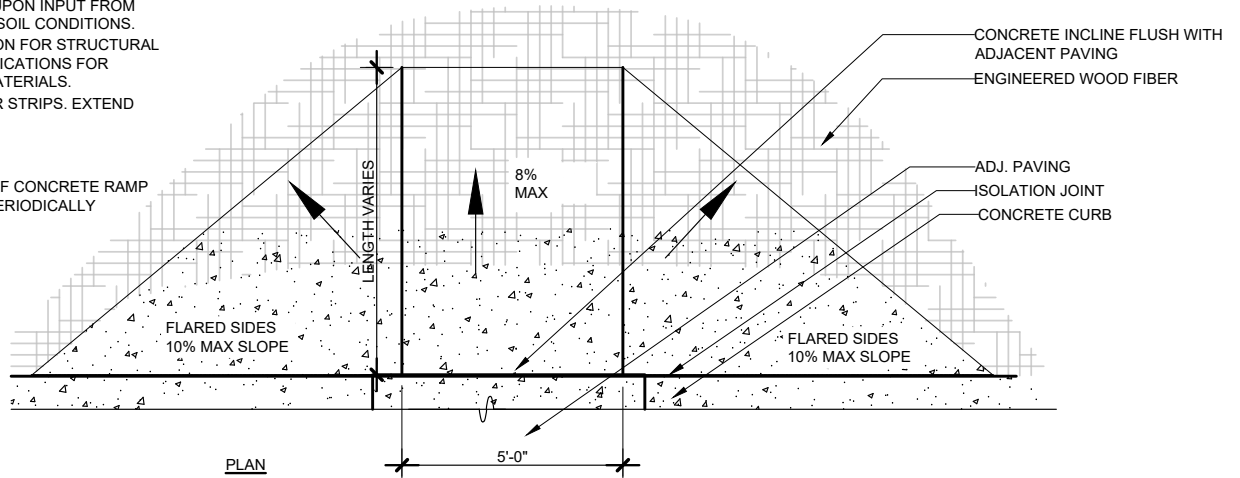 UPON INPUT FROM
SOIL CONDITIONS.
ON FOR STRUCTURAL
ICATIONS FOR
ATERIALS.
R STRIPS. EXTEND
F CONCRETE RAMP
ERIODICALLY
CONCRETE INCLINE FLUSH WITH
ADJACENT PAVING
ENGINEERED WOOD FIBER
ADJ. PAVING
ISOLATION JOINT
CONCRETE CURB
LENGTH VARIES
8%
MAX
FLARED SIDES
10% MAX SLOPE
FLARED SIDES
10% MAX SLOPE
5'-0"
PLAN